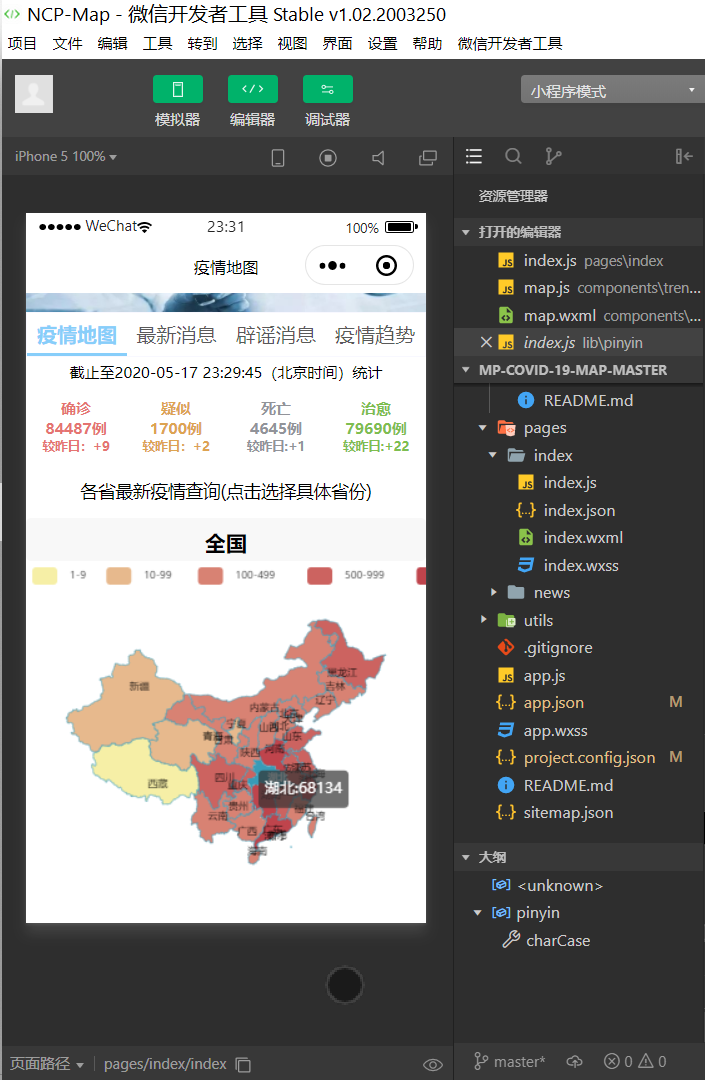 NCP-Map - 微信开发者工具 Stable v1.02.2003250
项目 文件 编辑 工具 转到 选择 视图 界面 设置 帮助 微信开发者工具
模拟器 编辑器 调试器
小程序模式
iPhone 5 100%
WeChat 23:31 100%
疫情地图
疫情地图 最新消息 辟谣消息 疫情趋势
截止至2020-05-17 23:29:45（北京时间）统计
确诊 疑似 死亡 治愈
84487例 1700例 4645例 79690例
较昨日：+9 较昨日：+2 较昨日:+1 较昨日:+22
各省最新疫情查询(点击选择具体省份)
全国
1-9 10-99 100-499 500-999
黑龙江
吉林
新疆
辽宁
内蒙古
宁夏
山东
青海
陕西
河南
四川
西藏
重庆
湖北:68134
贵州
云南
广西
台湾
海南
页面路径 pages/index/index
资源管理器
打开的编辑器
index.js pages\index
map.js components\tren...
map.wxml components\...
index.js lib\pinyin
MP-COVID-19-MAP-MASTER
README.md
pages
index
index.js
index.json
index.wxml
index.wxss
news
utils
.gitignore
app.js
app.json M
app.wxss
project.config.json M
README.md
sitemap.json
大纲
<unknown>
pinyin
charCase
master* 0 0